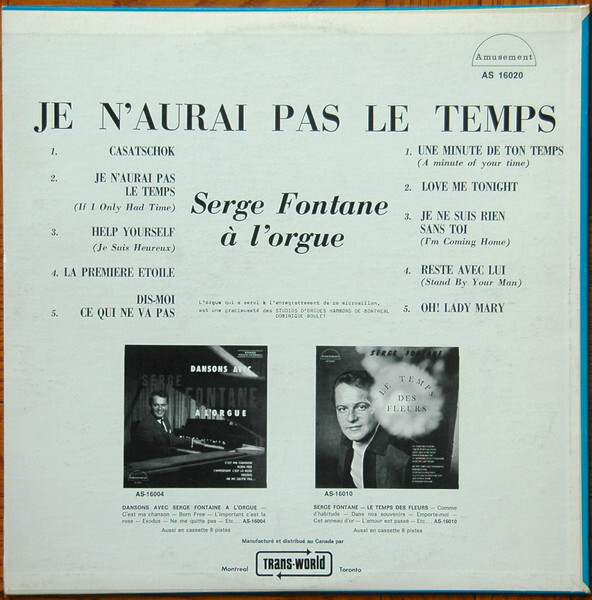 Amusement
AS 16020
JE N'AURAI PAS LE TEMPS
1. CASATSCHOK
2. JE N'AURAI PAS
LE TEMPS
(If I Only Had Time)
3. HELP YOURSELF
(Je Suis Heureux)
4. LA PREMIERE ETOILE
DIS-MOI
5. CE QUI NE VA PAS
Serge Fontane
à l'orgue
1. UNE MINUTE DE TON TEMPS
(A minute of your time)
2. LOVE ME TONIGHT
3. JE NE SUIS RIEN
SANS TOI
(I'm Coming Home)
4. RESTE AVEC LUI
(Stand By Your Man)
5. OH! LADY MARY
L'orgue qui a servi à l'enregistrement de ce microsillon,
est une gracieuseté des STUDIOS D'ORGUES HAMMOND DE MONTREAL
DOMINIQUE BOULET
DANSONS AVEC
SERGE
FONTANE
A L'ORGUE
SERGE FONTANE
LE TEMPS
DES
FLEURS
AS-16004
DANSONS AVEC SERGE FONTAINE A L'ORGUE —
C'est ma chanson — Born Free — L'important c'est la
rose — Exodus — Ne me quitte pas — Etc... AS-16004
Aussi en cassette 8 pistes
AS-16010
SERGE FONTANE — LE TEMPS DES FLEURS — Comme
d'habitude — Dans nos souvenirs — Emporte-moi —
Cet anneau d'or — L'amour est passé — Etc... AS-16010
Aussi en cassette 8 pistes
Manufacturé et distribué au Canada par
Montreal TRANS-WORLD Toronto